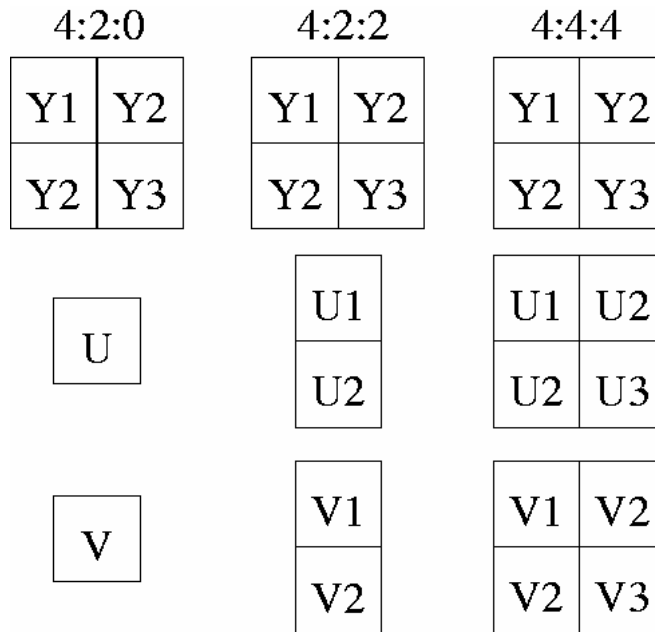 4:2:0 4:2:2 4:4:4
Y1 Y2 Y1 Y2 Y1 Y2
Y2 Y3 Y2 Y3 Y2 Y3
U1 U1 U2
U
U2 U2 U3
V1 V1 V2
V
V2 V2 V3